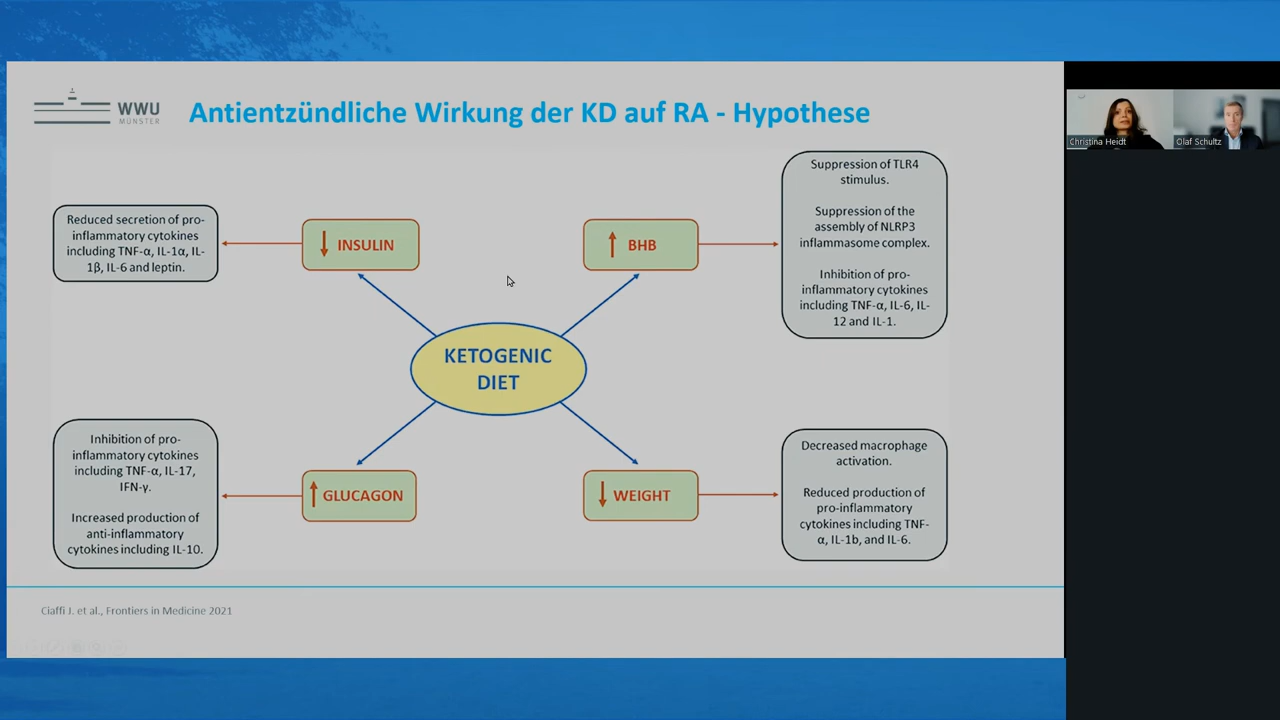 WWU
MÜNSTER
Antientzündliche Wirkung der KD auf RA - Hypothese
Christina Heidt
Olaf Schultz
Reduced secretion of pro-
inflammatory cytokines
including TNF-α, IL-1α, IL-
1β, IL-6 and leptin.
↓ INSULIN
↑ BHB
Suppression of TLR4
stimulus.
Suppression of the
assembly of NLRP3
inflammasome complex.
Inhibition of pro-
inflammatory cytokines
including TNF-α, IL-6, IL-
12 and IL-1.
KETOGENIC
DIET
Inhibition of pro-
inflammatory cytokines
including TNF-α, IL-17,
IFN-γ.
Increased production of
anti-inflammatory
cytokines including IL-10.
↑ GLUCAGON
↓ WEIGHT
Decreased macrophage
activation.
Reduced production of
pro-inflammatory
cytokines including TNF-
α, IL-1b, and IL-6.
Ciaffi J. et al., Frontiers in Medicine 2021